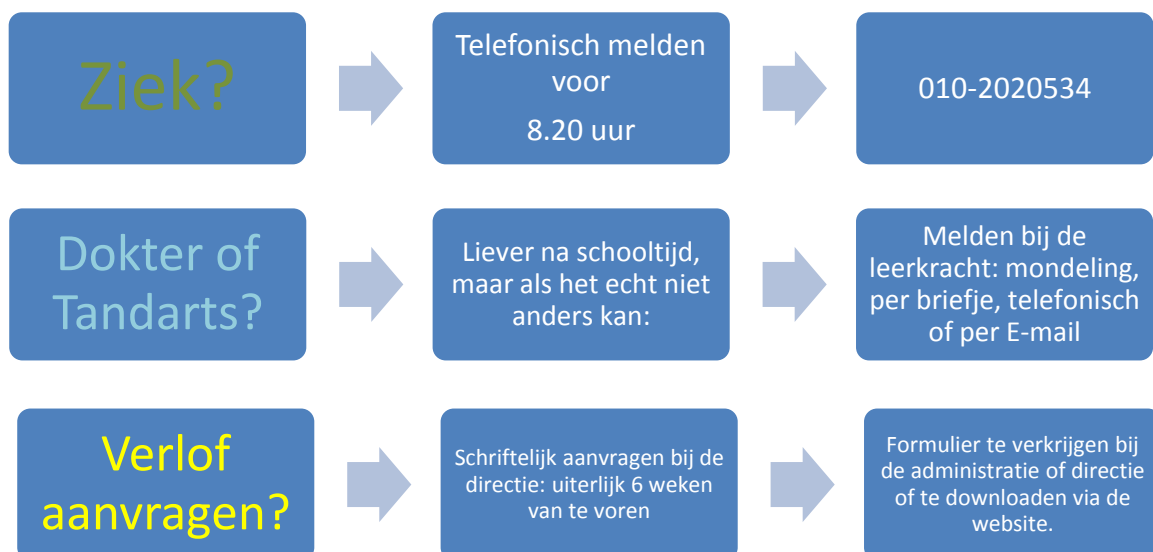 Ziek?
Telefonisch melden
voor
8.20 uur
010-2020534
Dokter of
Tandarts?
Liever na schooltijd,
maar als het echt niet
anders kan:
Melden bij de
leerkracht: mondeling,
per briefje, telefonisch
of per E-mail
Verlof
aanvragen?
Schriftelijk aanvragen bij de
directie: uiterlijk 6 weken
van te voren
Formulier te verkrijgen bij
de administratie of directie
of te downloaden via de
website.